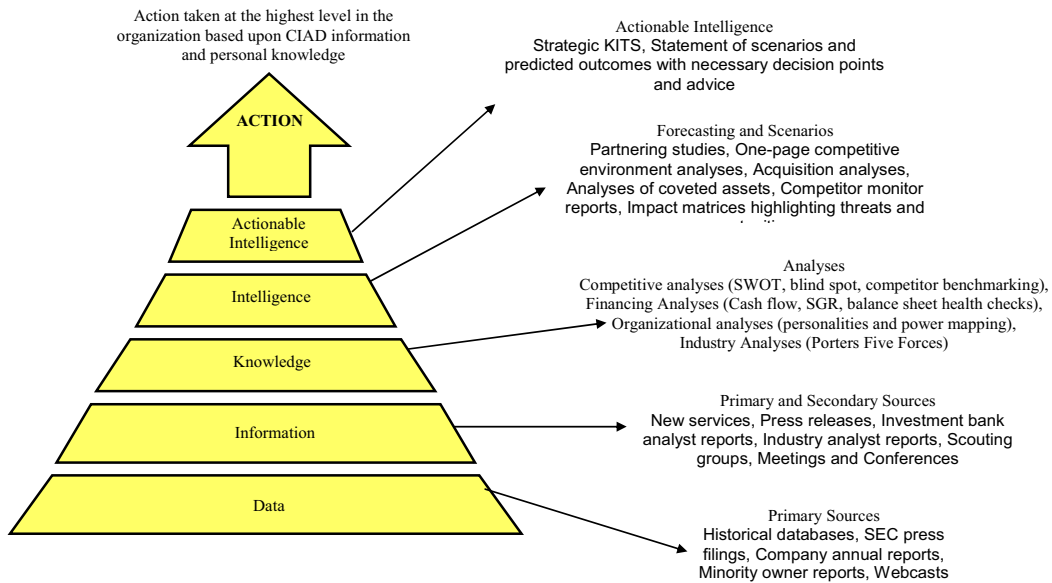 Action taken at the highest level in the
organization based upon CIAD information
and personal knowledge
ACTION
Actionable
Intelligence
Intelligence
Knowledge
Information
Data
Actionable Intelligence
Strategic KITS, Statement of scenarios and
predicted outcomes with necessary decision points
and advice
Forecasting and Scenarios
Partnering studies, One-page competitive
environment analyses, Acquisition analyses,
Analyses of coveted assets, Competitor monitor
reports, Impact matrices highlighting threats and
Analyses
Competitive analyses (SWOT, blind spot, competitor benchmarking),
Financing Analyses (Cash flow, SGR, balance sheet health checks),
Organizational analyses (personalities and power mapping),
Industry Analyses (Porters Five Forces)
Primary and Secondary Sources
New services, Press releases, Investment bank
analyst reports, Industry analyst reports, Scouting
groups, Meetings and Conferences
Primary Sources
Historical databases, SEC press
filings, Company annual reports,
Minority owner reports, Webcasts